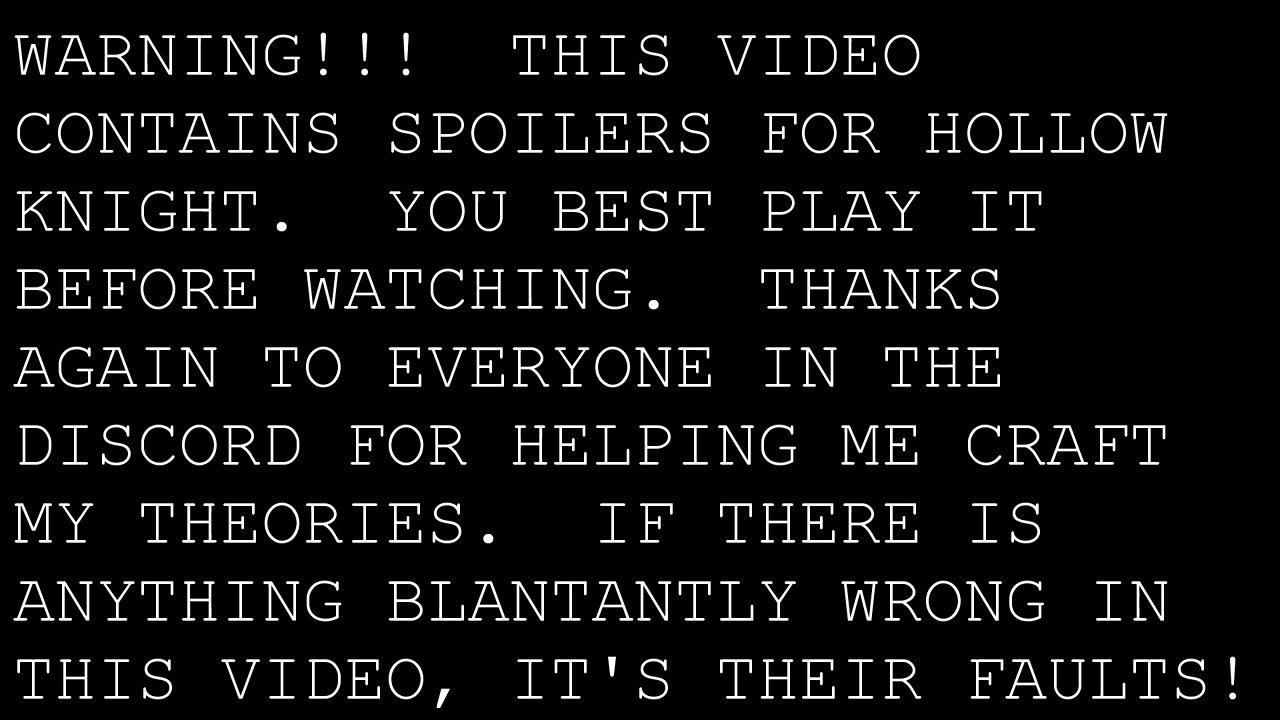 WARNING!!!  THIS VIDEO
CONTAINS SPOILERS FOR HOLLOW
KNIGHT.  YOU BEST PLAY IT
BEFORE WATCHING.  THANKS
AGAIN TO EVERYONE IN THE
DISCORD FOR HELPING ME CRAFT
MY THEORIES.  IF THERE IS
ANYTHING BLANTANTLY WRONG IN
THIS VIDEO, IT'S THEIR FAULTS!